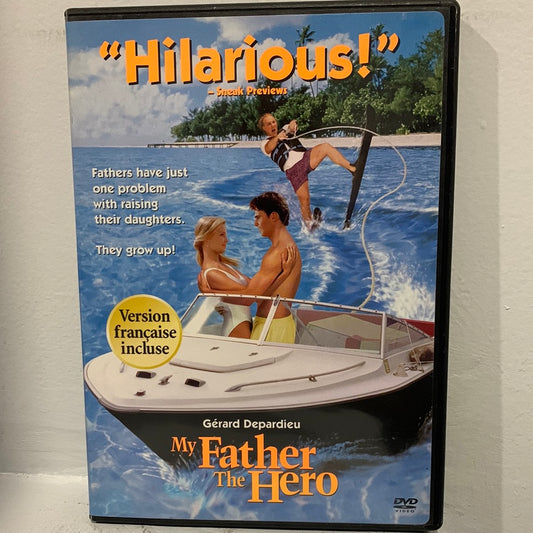 “Hilarious!”
– Sneak Previews
Fathers have just
one problem
with raising
their daughters.
They grow up!
Version
française
incluse
Gérard Depardieu
My Father
The Hero
DVD
VIDEO